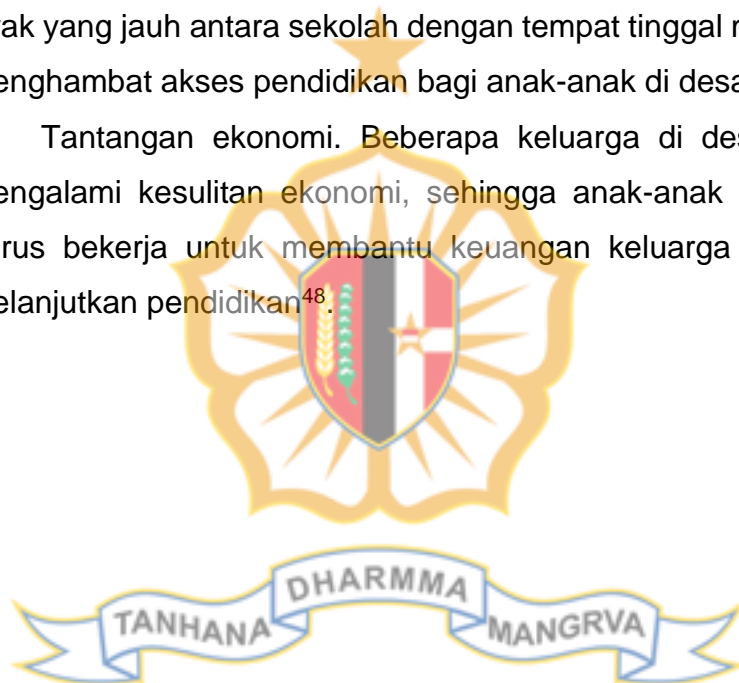 rak yang jauh antara sekolah dengan tempat tinggal
enghambat akses pendidikan bagi anak-anak di desa
Tantangan ekonomi. Beberapa keluarga di des
engalami kesulitan ekonomi, sehingga anak-anak
rus bekerja untuk membantu keuangan keluarga
elanjutkan pendidikan⁴⁸.
TANHANA DHARMMA MANGRVA